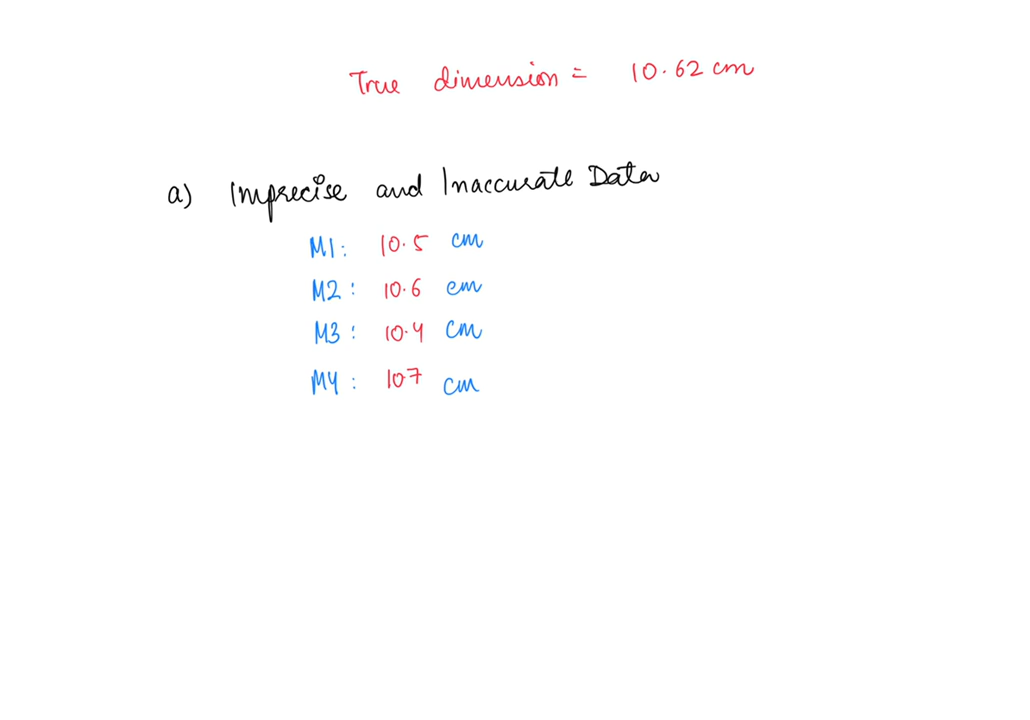 True dimension = 10.62 cm
a) Imprecise and Inaccurate Data
M1: 10.5 cm
M2: 10.6 cm
M3: 10.4 cm
M4: 107 cm